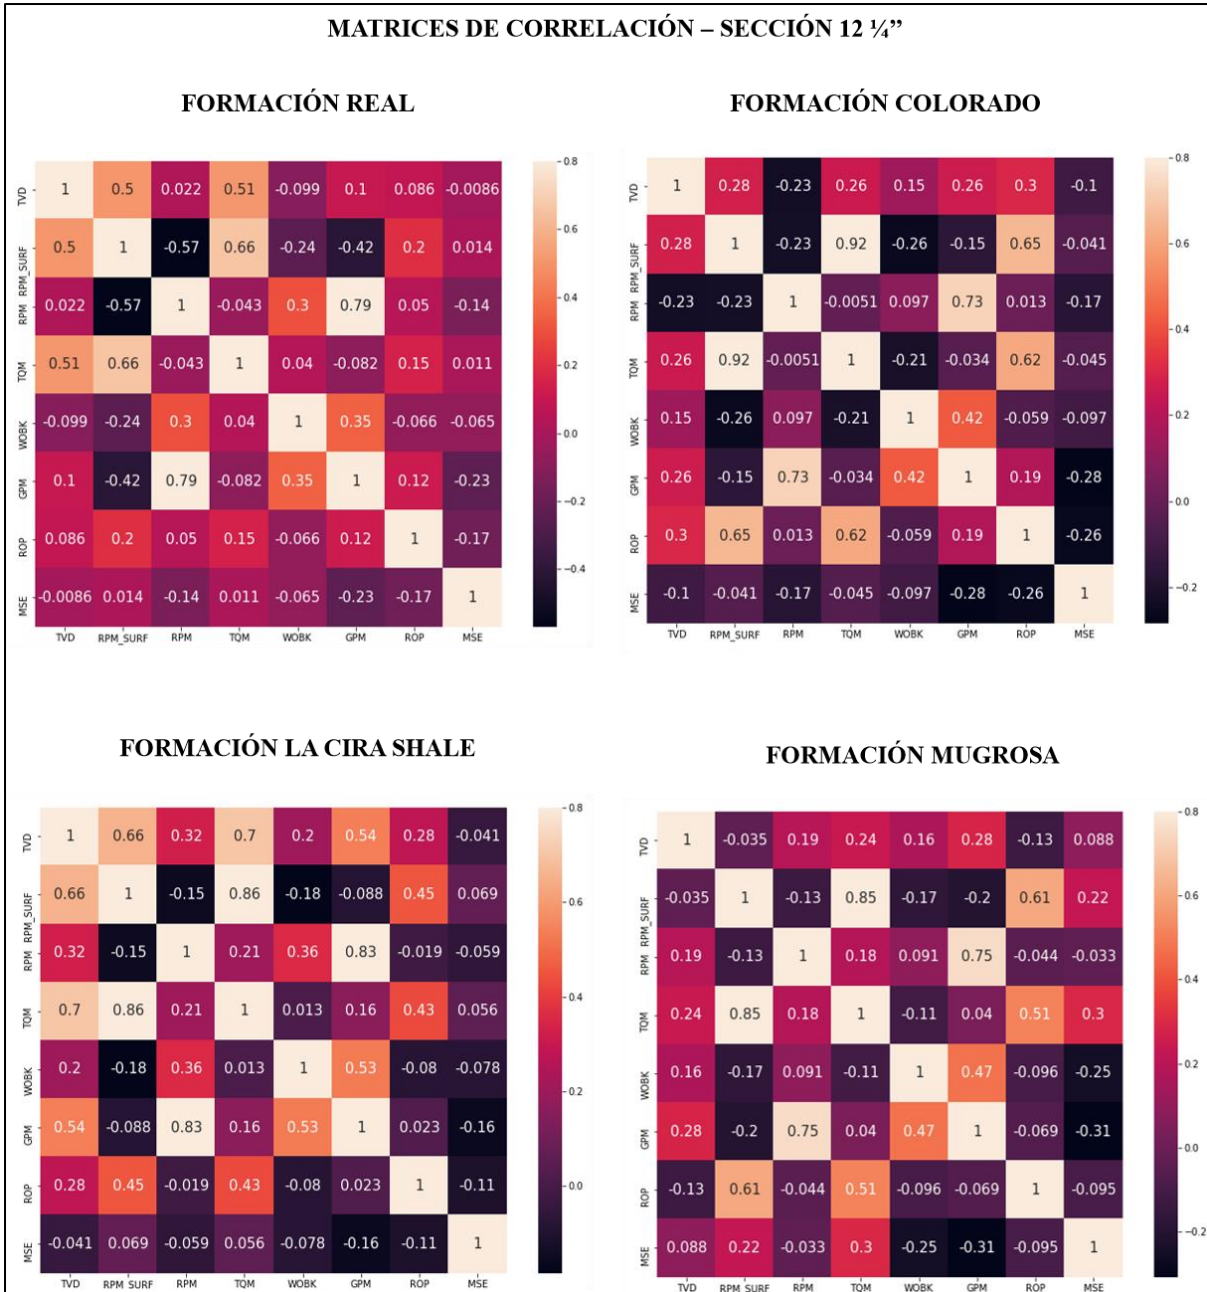 MATRICES DE CORRELACIÓN – SECCIÓN 12 ¼”
FORMACIÓN REAL
TVD 1 0.5 0.022 0.51 -0.099 0.1 0.086 -0.0086
RPM_SURF 0.5 1 -0.57 0.66 -0.24 -0.42 0.2 0.014
RPM 0.022 -0.57 1 -0.043 0.3 0.79 0.05 -0.14
TQM 0.51 0.66 -0.043 1 0.04 -0.082 0.15 0.011
WOBK -0.099 -0.24 0.3 0.04 1 0.35 -0.066 -0.065
GPM 0.1 -0.42 0.79 -0.082 0.35 1 0.12 -0.23
ROP 0.086 0.2 0.05 0.15 -0.066 0.12 1 -0.17
MSE -0.0086 0.014 -0.14 0.011 -0.065 -0.23 -0.17 1
TVD RPM_SURF RPM TQM WOBK GPM ROP MSE
0.8
0.6
0.4
0.2
0.0
−0.2
−0.4
FORMACIÓN COLORADO
TVD 1 0.28 -0.23 0.26 0.15 0.26 0.3 -0.1
RPM_SURF 0.28 1 -0.23 0.92 -0.26 -0.15 0.65 -0.041
RPM -0.23 -0.23 1 -0.0051 0.097 0.73 0.013 -0.17
TQM 0.26 0.92 -0.0051 1 -0.21 -0.034 0.62 -0.045
WOBK 0.15 -0.26 0.097 -0.21 1 0.42 -0.059 -0.097
GPM 0.26 -0.15 0.73 -0.034 0.42 1 0.19 -0.28
ROP 0.3 0.65 0.013 0.62 -0.059 0.19 1 -0.26
MSE -0.1 -0.041 -0.17 -0.045 -0.097 -0.28 -0.26 1
TVD RPM_SURF RPM TQM WOBK GPM ROP MSE
0.8
0.6
0.4
0.2
0.0
−0.2
FORMACIÓN LA CIRA SHALE
TVD 1 0.66 0.32 0.7 0.2 0.54 0.28 -0.041
RPM_SURF 0.66 1 -0.15 0.86 -0.18 -0.088 0.45 0.069
RPM 0.32 -0.15 1 0.21 0.36 0.83 -0.019 -0.059
TQM 0.7 0.86 0.21 1 0.013 0.16 0.43 0.056
WOBK 0.2 -0.18 0.36 0.013 1 0.53 -0.08 -0.078
GPM 0.54 -0.088 0.83 0.16 0.53 1 0.023 -0.16
ROP 0.28 0.45 -0.019 0.43 -0.08 0.023 1 -0.11
MSE -0.041 0.069 -0.059 0.056 -0.078 -0.16 -0.11 1
TVD RPM_SURF RPM TQM WOBK GPM ROP MSE
0.8
0.6
0.4
0.2
0.0
FORMACIÓN MUGROSA
TVD 1 -0.035 0.19 0.24 0.16 0.28 -0.13 0.088
RPM_SURF -0.035 1 -0.13 0.85 -0.17 -0.2 0.61 0.22
RPM 0.19 -0.13 1 0.18 0.091 0.75 -0.044 -0.033
TQM 0.24 0.85 0.18 1 -0.11 0.04 0.51 0.3
WOBK 0.16 -0.17 0.091 -0.11 1 0.47 -0.096 -0.25
GPM 0.28 -0.2 0.75 0.04 0.47 1 -0.069 -0.31
ROP -0.13 0.61 -0.044 0.51 -0.096 -0.069 1 -0.095
MSE 0.088 0.22 -0.033 0.3 -0.25 -0.31 -0.095 1
TVD RPM_SURF RPM TQM WOBK GPM ROP MSE
0.8
0.6
0.4
0.2
0.0
−0.2